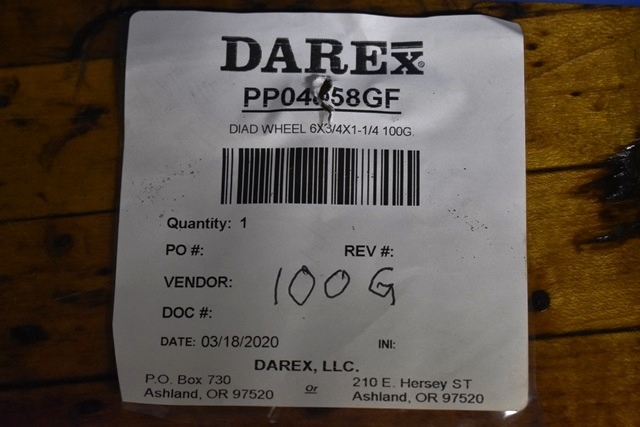 DAREX®
DIAD WHEEL 6X3/4X1-1/4 100G.
Quantity: 1
PO #:
REV #:
VENDOR: 100G
DOC #:
DATE: 03/18/2020
INI:
DAREX, LLC.
P.O. Box 730
Ashland, OR 97520
Or
210 E. Hersey ST
Ashland, OR 97520